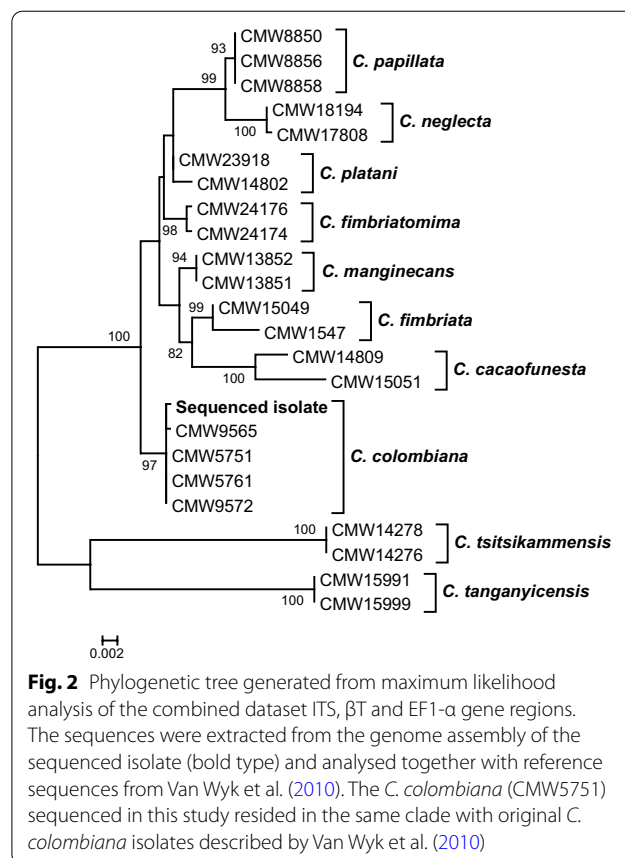 93
CMW8850
CMW8856
C. papillata
CMW8858
99
CMW18194
C. neglecta
100
CMW17808
CMW23918
C. platani
CMW14802
CMW24176
C. fimbriatomima
98
CMW24174
94
CMW13852
C. manginecans
CMW13851
99
CMW15049
C. fimbriata
CMW1547
100
82
CMW14809
C. cacaofunesta
100
CMW15051
Sequenced isolate
CMW9565
CMW5751
C. colombiana
97
CMW5761
CMW9572
100
CMW14278
C. tsitsikammensis
CMW14276
CMW15991
C. tanganyicensis
100
CMW15999
0.002
Fig. 2 Phylogenetic tree generated from maximum likelihood
analysis of the combined dataset ITS, βT and EF1-α gene regions.
The sequences were extracted from the genome assembly of the
sequenced isolate (bold type) and analysed together with reference
sequences from Van Wyk et al. (2010). The C. colombiana (CMW5751)
sequenced in this study resided in the same clade with original C.
colombiana isolates described by Van Wyk et al. (2010)